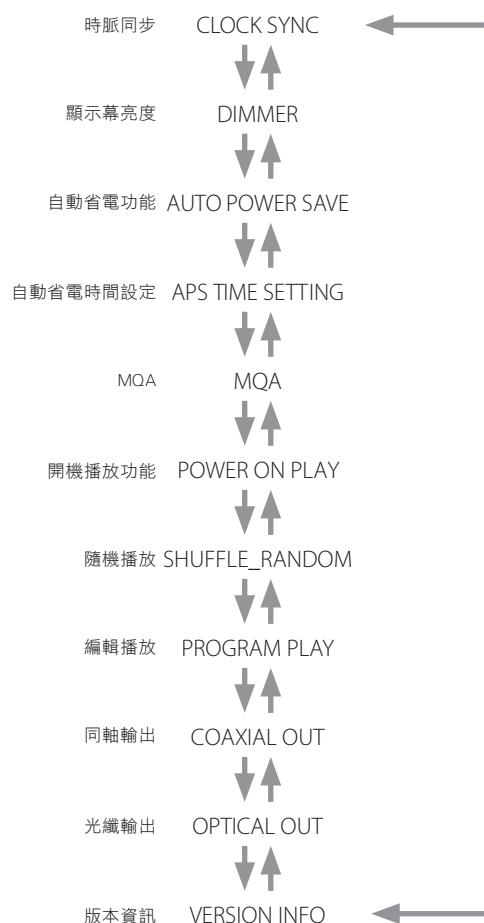 時脈同步 CLOCK SYNC
顯示幕亮度 DIMMER
自動省電功能 AUTO POWER SAVE
自動省電時間設定 APS TIME SETTING
MQA MQA
開機播放功能 POWER ON PLAY
隨機播放 SHUFFLE_RANDOM
編輯播放 PROGRAM PLAY
同軸輸出 COAXIAL OUT
光纖輸出 OPTICAL OUT
版本資訊 VERSION INFO